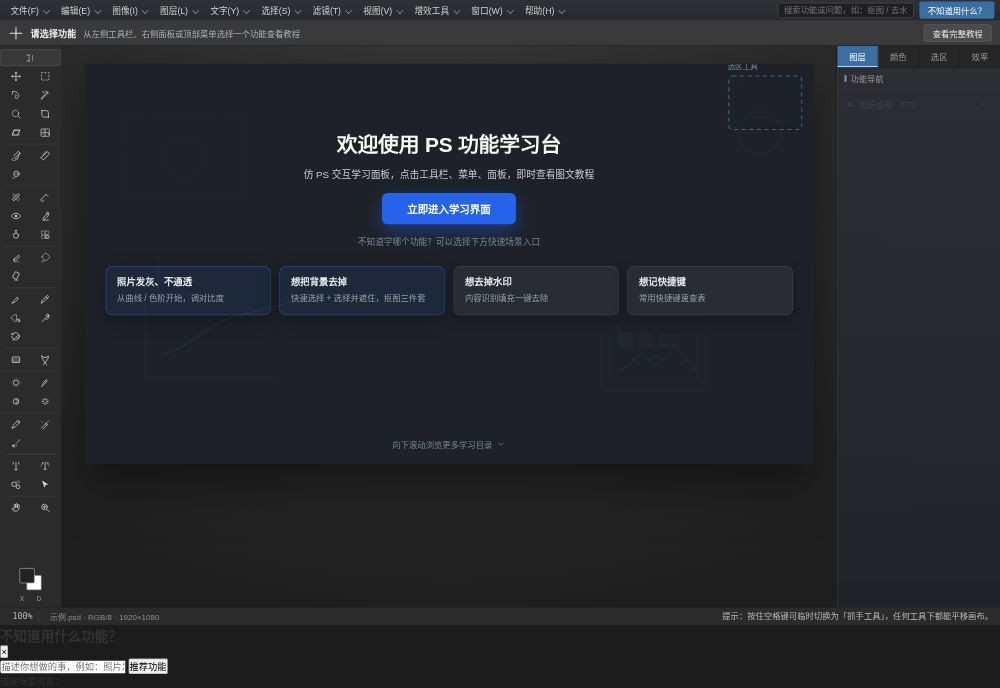 文件(F) 编辑(E) 图像(I) 图层(L) 文字(Y) 选择(S) 滤镜(T) 视图(V) 增效工具 窗口(W) 帮助(H) 搜索功能或问题，如：抠图 / 去水 不知道用什么？
请选择功能 从左侧工具栏、右侧面板或顶部菜单选择一个功能查看教程 查看完整教程
图层 颜色 选区 效率
功能导航
图层面板（F7）
选区工具
欢迎使用 PS 功能学习台
仿 PS 交互学习面板，点击工具栏、菜单、面板，即时查看图文教程
立即进入学习界面
不知道学哪个功能？可以选择下方快速场景入口
照片发灰、不通透
从曲线 / 色阶开始，调对比度
想把背景去掉
快速选择 + 选择并遮住，抠图三件套
想去掉水印
内容识别填充一键去除
想记快捷键
常用快捷键速查表
向下滚动浏览更多学习目录
X D
100% 示例.psd · RGB/8 · 1920×1080 提示：按住空格键可临时切换为「抓手工具」，任何工具下都能平移画布。
不知道用什么功能？
×
描述你想做的事，例如：照片 推荐功能